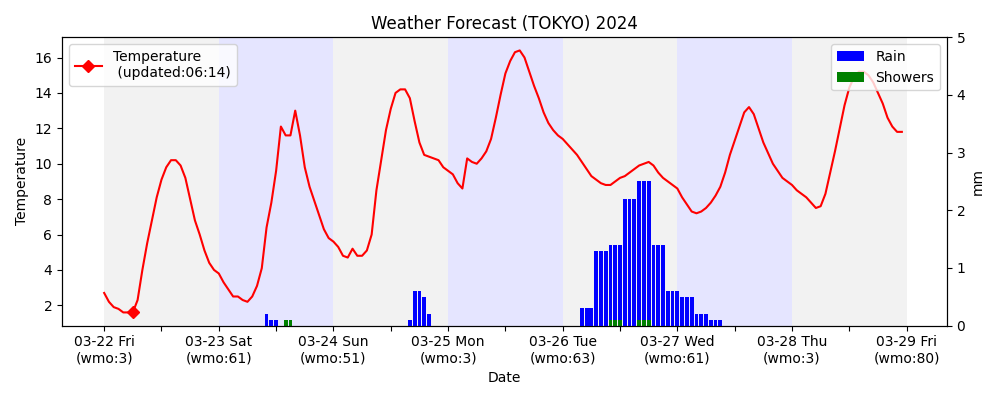 Weather Forecast (TOKYO) 2024
Temperature
(updated:06:14)
Rain
Showers
16
14
12
10
8
6
4
2
Temperature
5
4
3
2
1
0
mm
03-22 Fri
(wmo:3)
03-23 Sat
(wmo:61)
03-24 Sun
(wmo:51)
03-25 Mon
(wmo:3)
03-26 Tue
(wmo:63)
03-27 Wed
(wmo:61)
03-28 Thu
(wmo:3)
03-29 Fri
(wmo:80)
Date